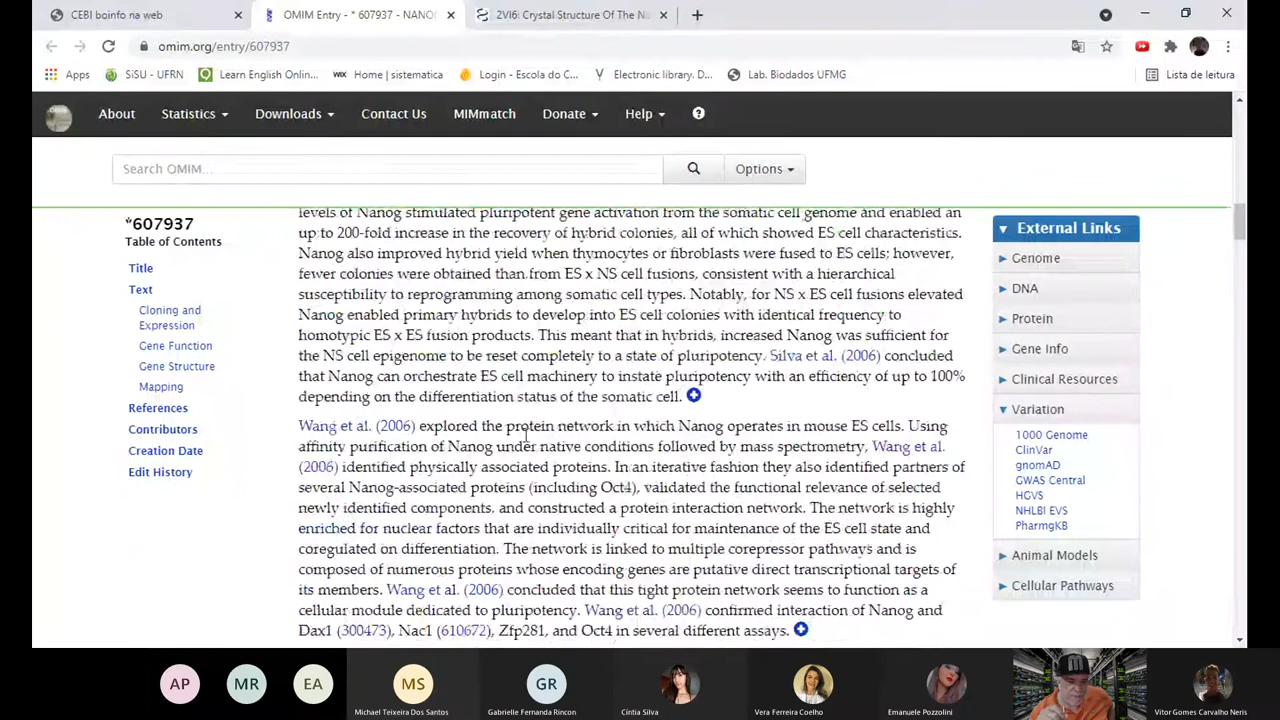 CEBI boinfo na web
OMIM Entry - * 607937 - NANOG
2VI6: Crystal Structure Of The N
omim.org/entry/607937
Apps
SiSU - UFRN
Learn English Onlin...
WIX Home | sistematica
Login - Escola do C...
Electronic library. D...
Lab. Biodados UFMG
Lista de leitura
About
Statistics
Downloads
Contact Us
MIMmatch
Donate
Help
Search OMIM...
Options
*607937
Table of Contents
Title
Text
Cloning and
Expression
Gene Function
Gene Structure
Mapping
References
Contributors
Creation Date
Edit History
levels of Nanog stimulated pluripotent gene activation from the somatic cell genome and enabled an
up to 200-fold increase in the recovery of hybrid colonies, all of which showed ES cell characteristics.
Nanog also improved hybrid yield when thymocytes or fibroblasts were fused to ES cells; however,
fewer colonies were obtained than from ES x NS cell fusions, consistent with a hierarchical
susceptibility to reprogramming among somatic cell types. Notably, for NS x ES cell fusions elevated
Nanog enabled primary hybrids to develop into ES cell colonies with identical frequency to
homotypic ES x ES fusion products. This meant that in hybrids, increased Nanog was sufficient for
the NS cell epigenome to be reset completely to a state of pluripotency. Silva et al. (2006) concluded
that Nanog can orchestrate ES cell machinery to instate pluripotency with an efficiency of up to 100%
depending on the differentiation status of the somatic cell.
Wang et al. (2006) explored the protein network in which Nanog operates in mouse ES cells. Using
affinity purification of Nanog under native conditions followed by mass spectrometry, Wang et al.
(2006) identified physically associated proteins. In an iterative fashion they also identified partners of
several Nanog-associated proteins (including Oct4), validated the functional relevance of selected
newly identified components, and constructed a protein interaction network. The network is highly
enriched for nuclear factors that are individually critical for maintenance of the ES cell state and
coregulated on differentiation. The network is linked to multiple corepressor pathways and is
composed of numerous proteins whose encoding genes are putative direct transcriptional targets of
its members. Wang et al. (2006) concluded that this tight protein network seems to function as a
cellular module dedicated to pluripotency. Wang et al. (2006) confirmed interaction of Nanog and
Dax1 (300473), Nac1 (610672), Zfp281, and Oct4 in several different assays.
External Links
Genome
DNA
Protein
Gene Info
Clinical Resources
Variation
1000 Genome
ClinVar
gnomAD
GWAS Central
HGVS
NHLBI EVS
PharmgKB
Animal Models
Cellular Pathways
AP
MR
EA
MS
GR
Michael Teixeira Dos Santos
Gabrielle Fernanda Rincon
Cíntia Silva
Vera Ferreira Coelho
Emanuele Pozzolini
Vitor Gomes Carvalho Neris